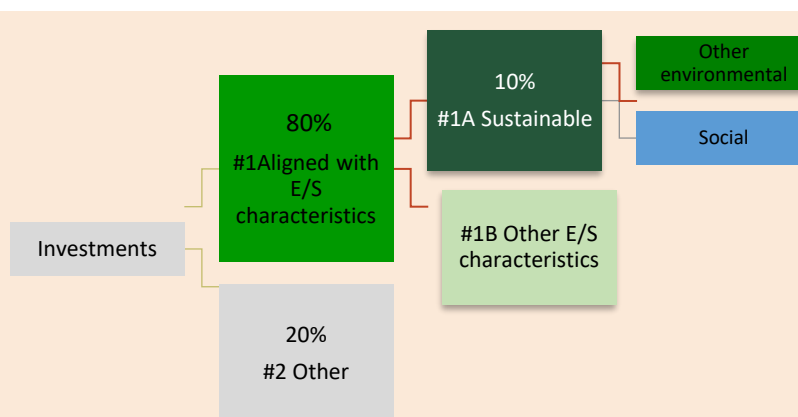 Investments
80%
#1Aligned with
E/S
characteristics
20%
#2 Other
10%
#1A Sustainable
#1B Other E/S
characteristics
Other
environmental
Social